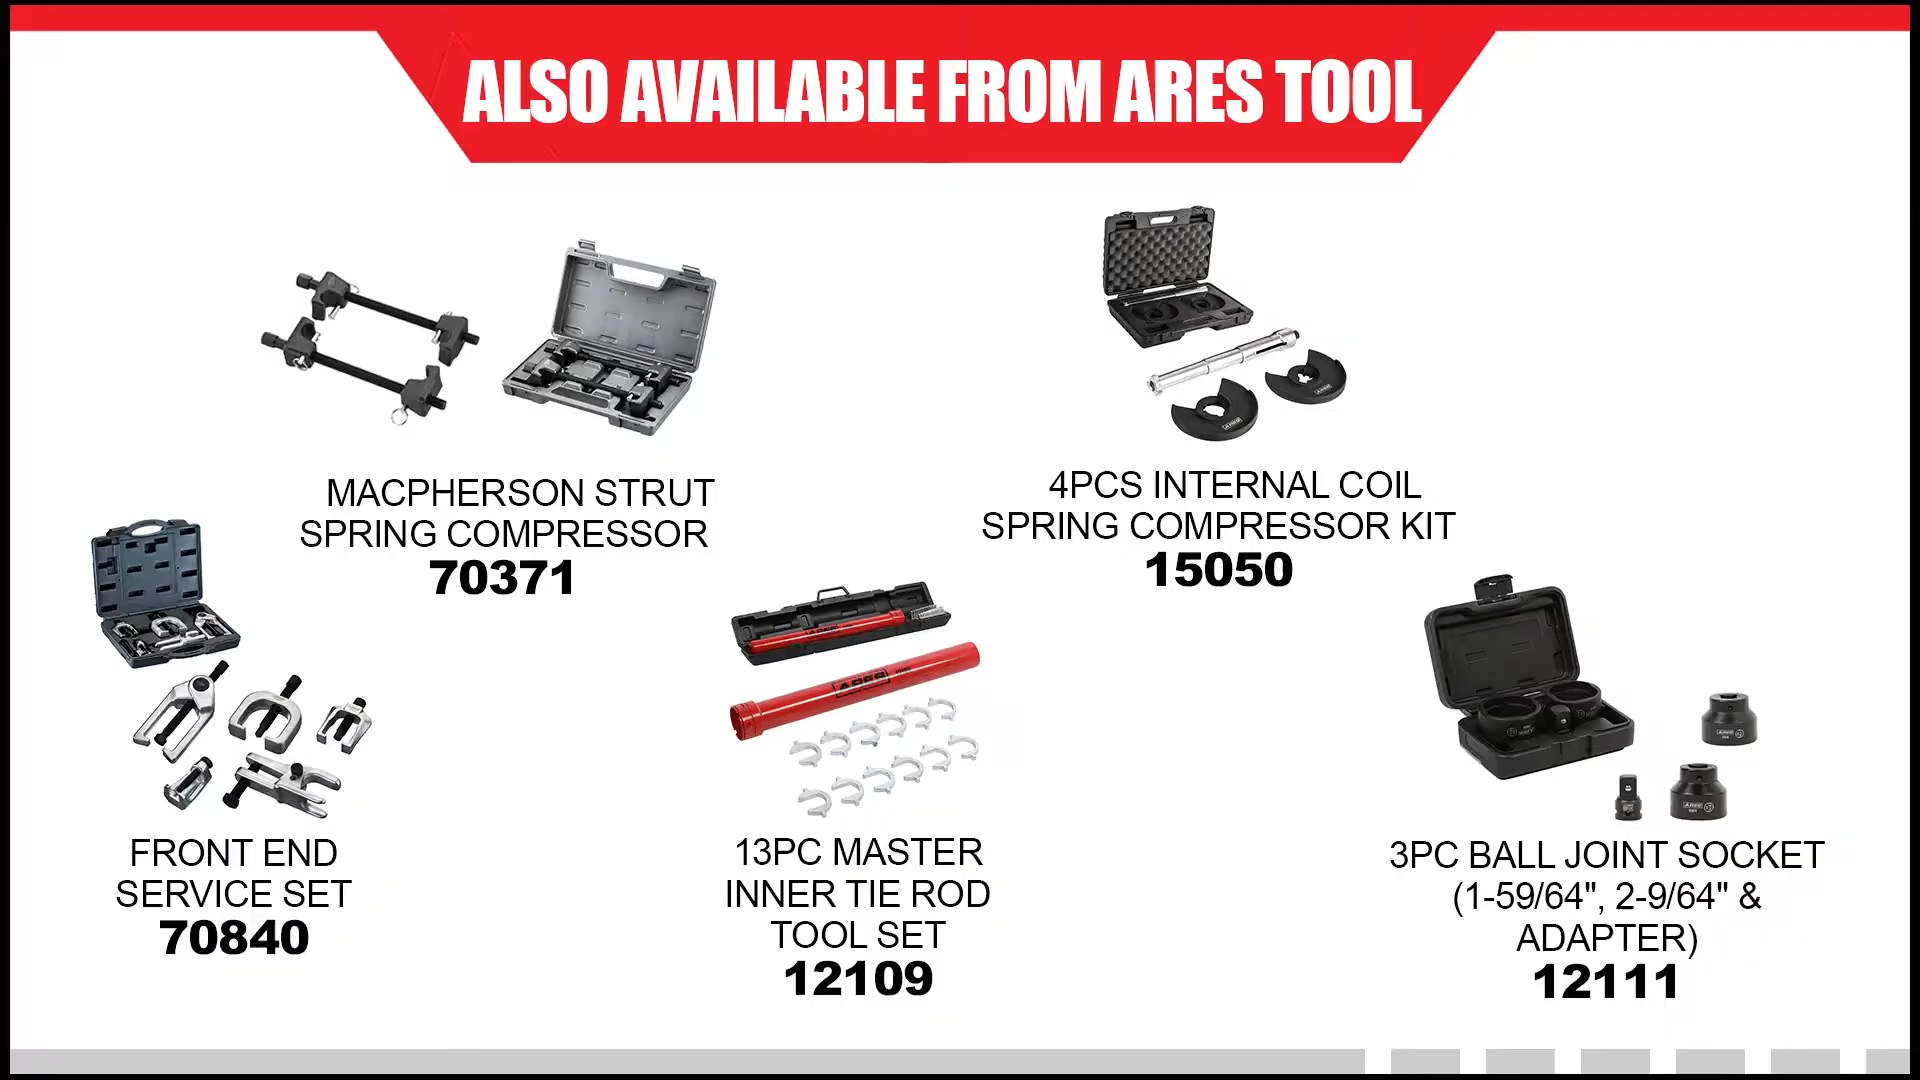 ALSO AVAILABLE FROM ARES TOOL
MACPHERSON STRUT
SPRING COMPRESSOR
70371
4PCS INTERNAL COIL
SPRING COMPRESSOR KIT
15050
FRONT END
SERVICE SET
70840
ARES
13PC MASTER
INNER TIE ROD
TOOL SET
12109
3PC BALL JOINT SOCKET
(1-59/64", 2-9/64" &
ADAPTER)
12111